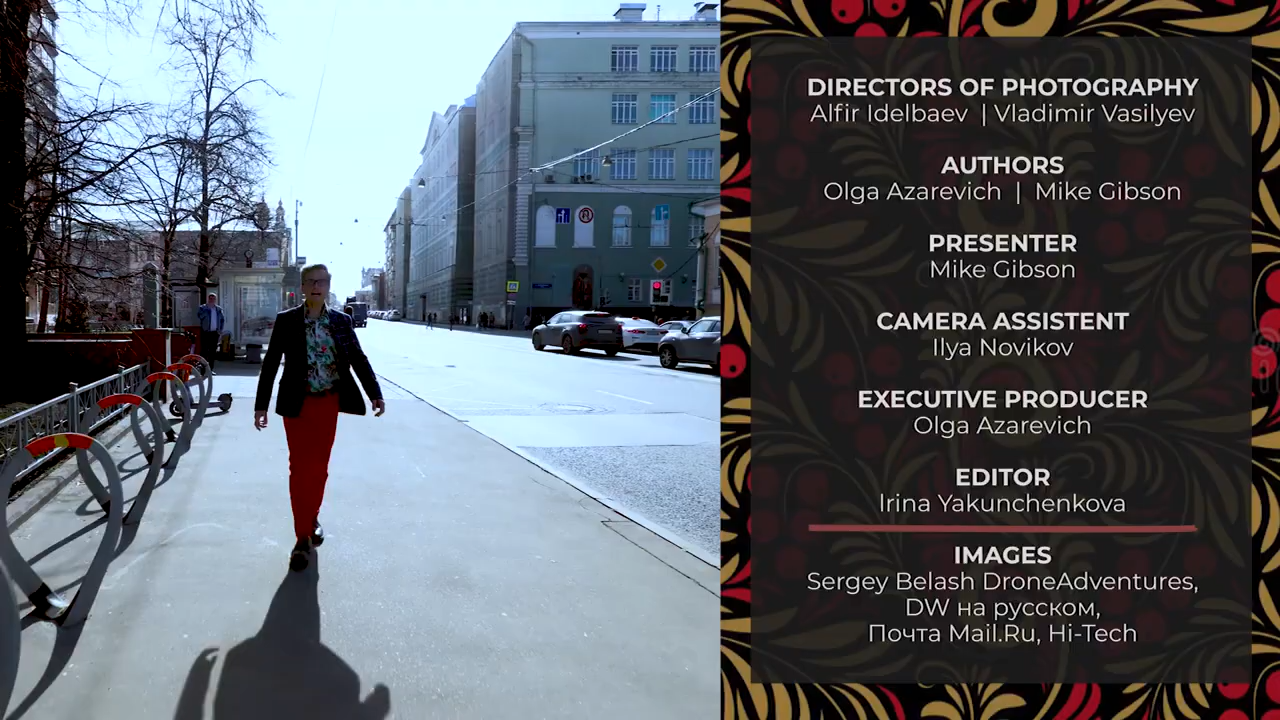 DIRECTORS OF PHOTOGRAPHY
Alfir Idelbaev | Vladimir Vasilyev
AUTHORS
Olga Azarevich | Mike Gibson
PRESENTER
Mike Gibson
CAMERA ASSISTENT
Ilya Novikov
EXECUTIVE PRODUCER
Olga Azarevich
EDITOR
Irina Yakunchenkova
IMAGES
Sergey Belash DroneAdventures,
DW на русском,
Почта Mail.Ru, Hi-Tech